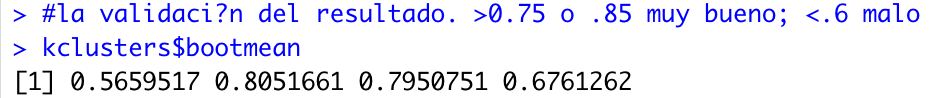 > #la validaci?n del resultado. >0.75 o .85 muy bueno; <.6 malo
> kclusters$bootmean
[1] 0.5659517 0.8051661 0.7950751 0.6761262